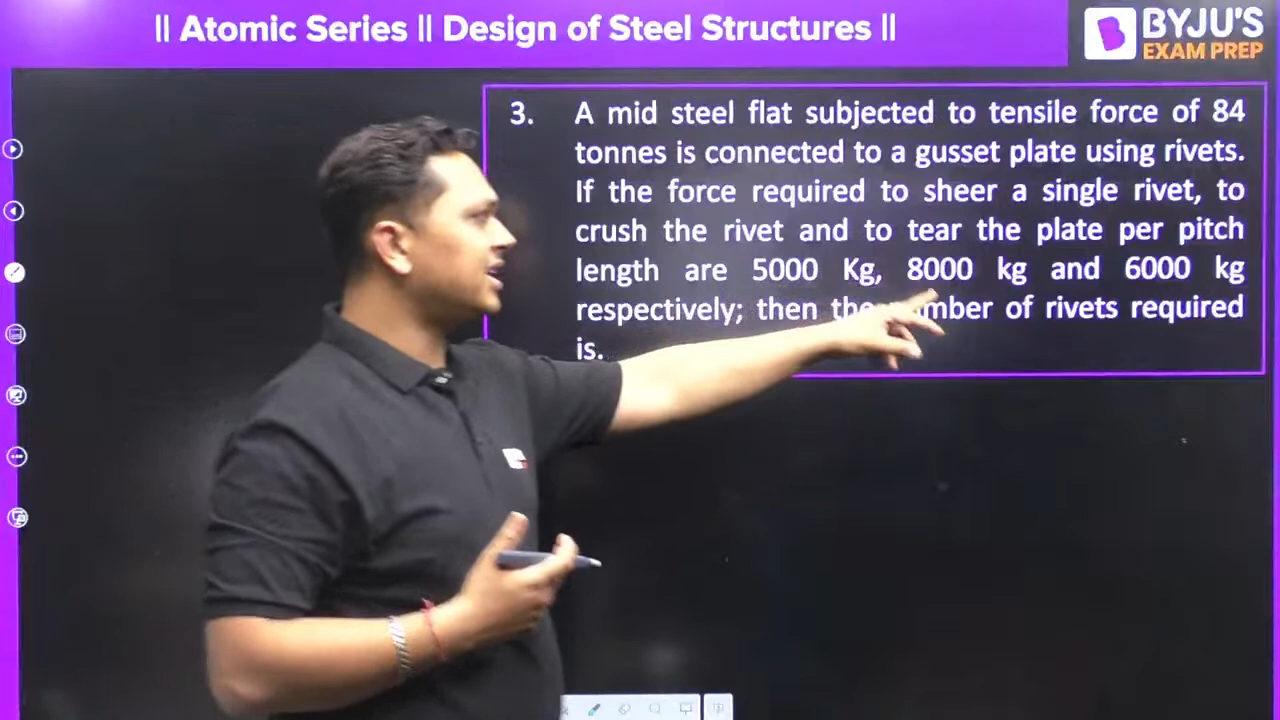 || Atomic Series || Design of Steel Structures ||
BYJU'S
EXAM PREP
3. A mid steel flat subjected to tensile force of 84
tonnes is connected to a gusset plate using rivets.
If the force required to sheer a single rivet, to
crush the rivet and to tear the plate per pitch
length are 5000 Kg, 8000 kg and 6000 kg
respectively; then the of rivets required
is.